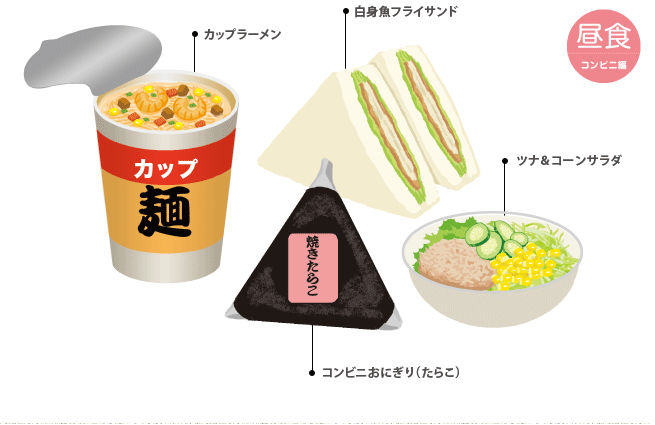 白身魚フライサンド
昼食
コンビニ編
カップラーメン
ツナ&コーンサラダ
カップ
麺
焼きたらこ
コンビニおにぎり(たらこ)